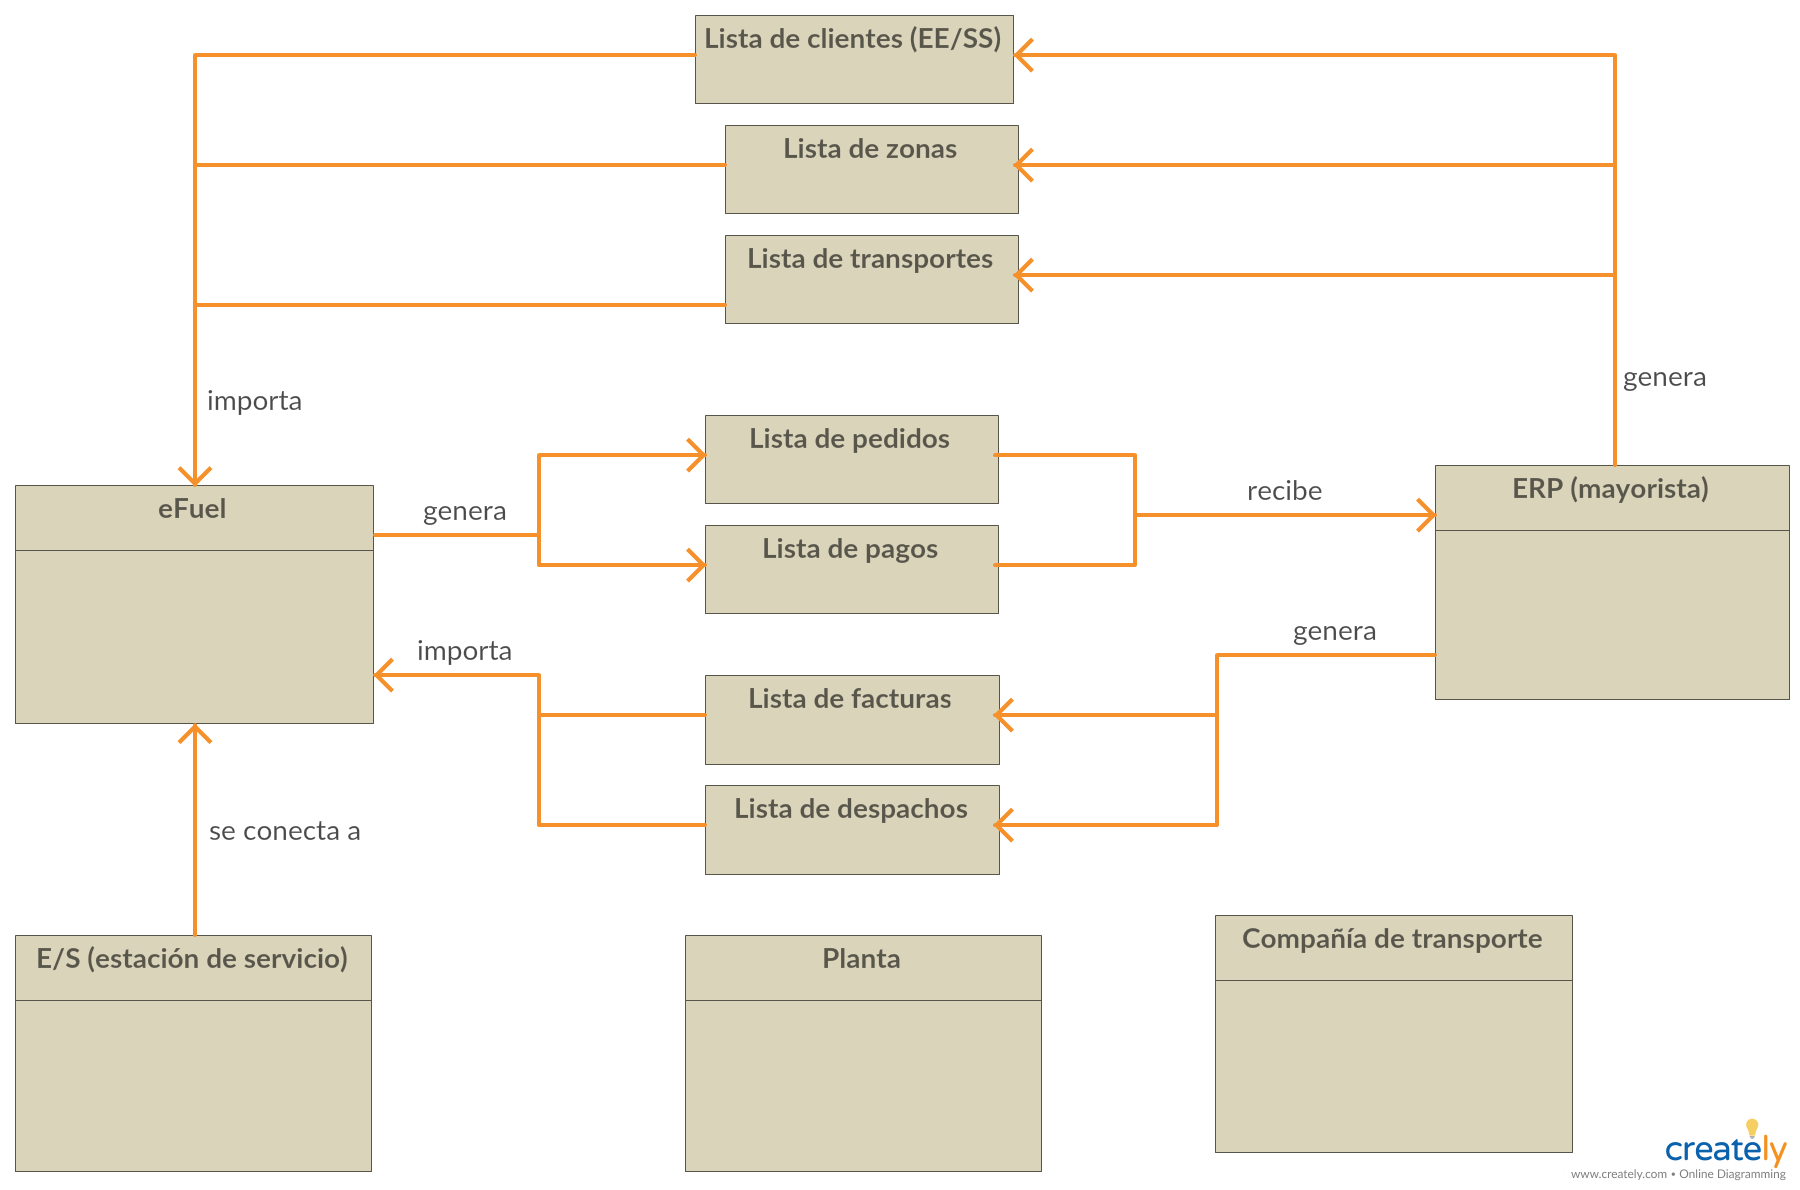 Lista de clientes (EE/SS)
Lista de zonas
Lista de transportes
genera
importa
Lista de pedidos
eFuel
genera
recibe
ERP (mayorista)
Lista de pagos
importa
genera
Lista de facturas
Lista de despachos
se conecta a
E/S (estación de servicio)
Planta
Compañía de transporte
creately
www.creately.com • Online Diagramming